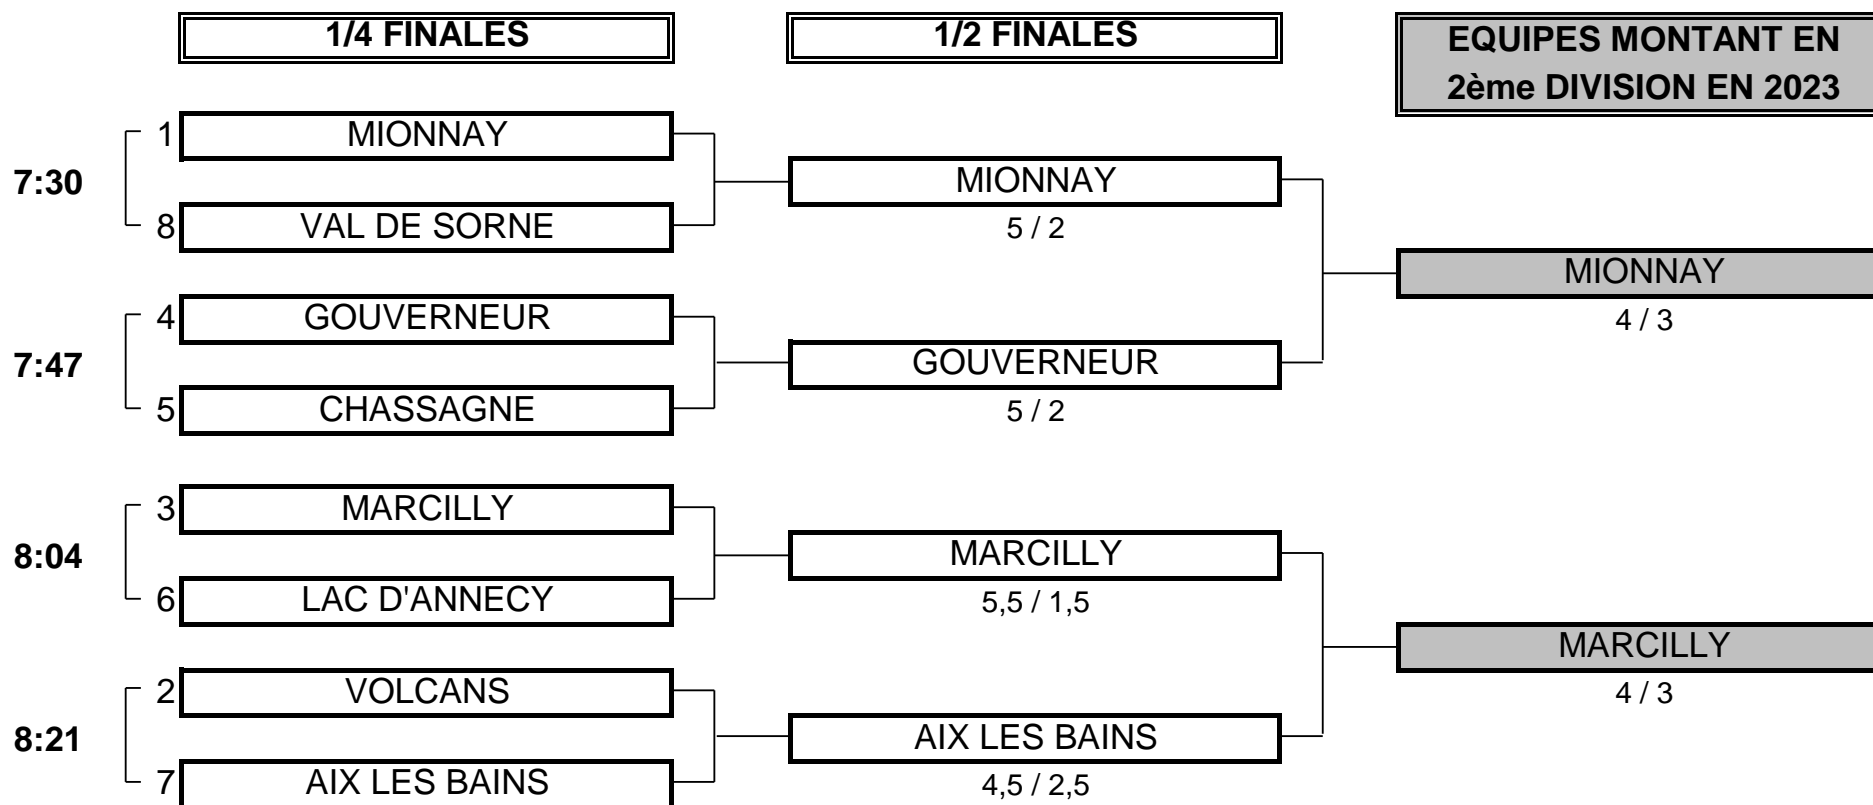 1/4 FINALES
1/2 FINALES
EQUIPES MONTANT EN
2ème DIVISION EN 2023
1 MIONNAY
7:30
8 VAL DE SORNE
MIONNAY
5 / 2
4 GOUVERNEUR
7:47
5 CHASSAGNE
GOUVERNEUR
5 / 2
MIONNAY
4 / 3
3 MARCILLY
8:04
6 LAC D'ANNECY
MARCILLY
5,5 / 1,5
2 VOLCANS
8:21
7 AIX LES BAINS
AIX LES BAINS
4,5 / 2,5
MARCILLY
4 / 3